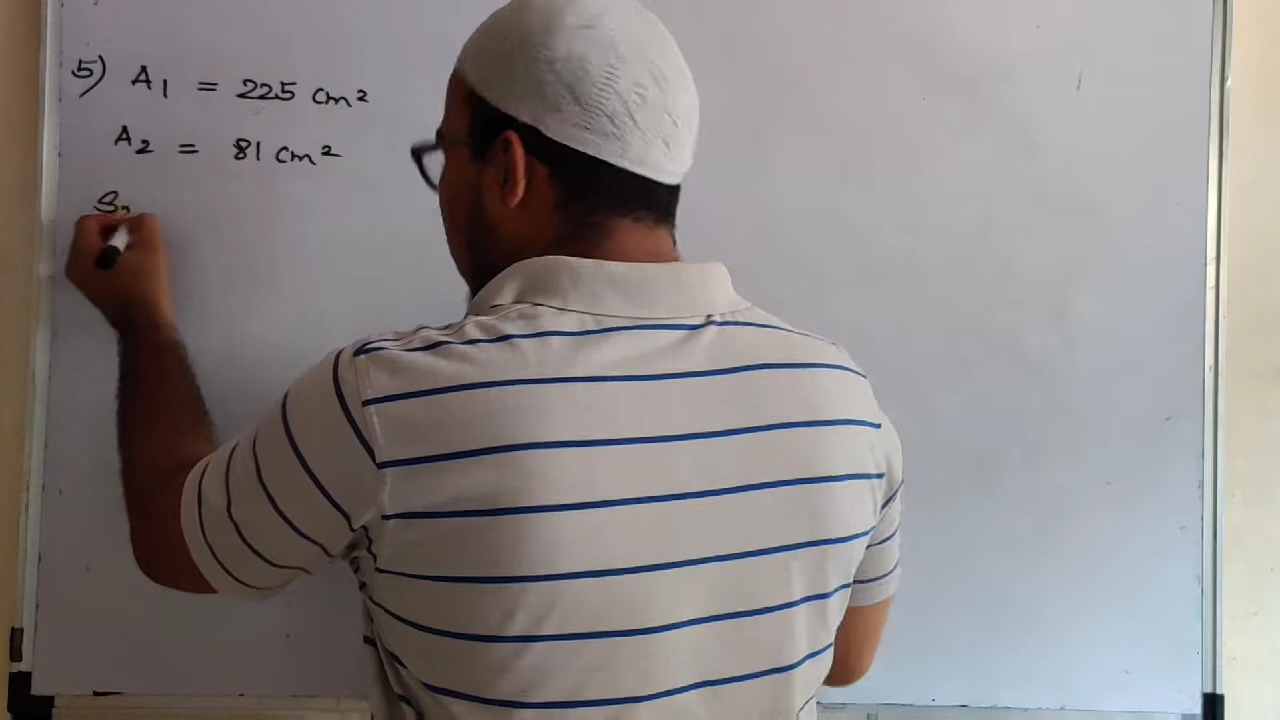 5) A1 = 225 cm²
A2 = 81 cm²